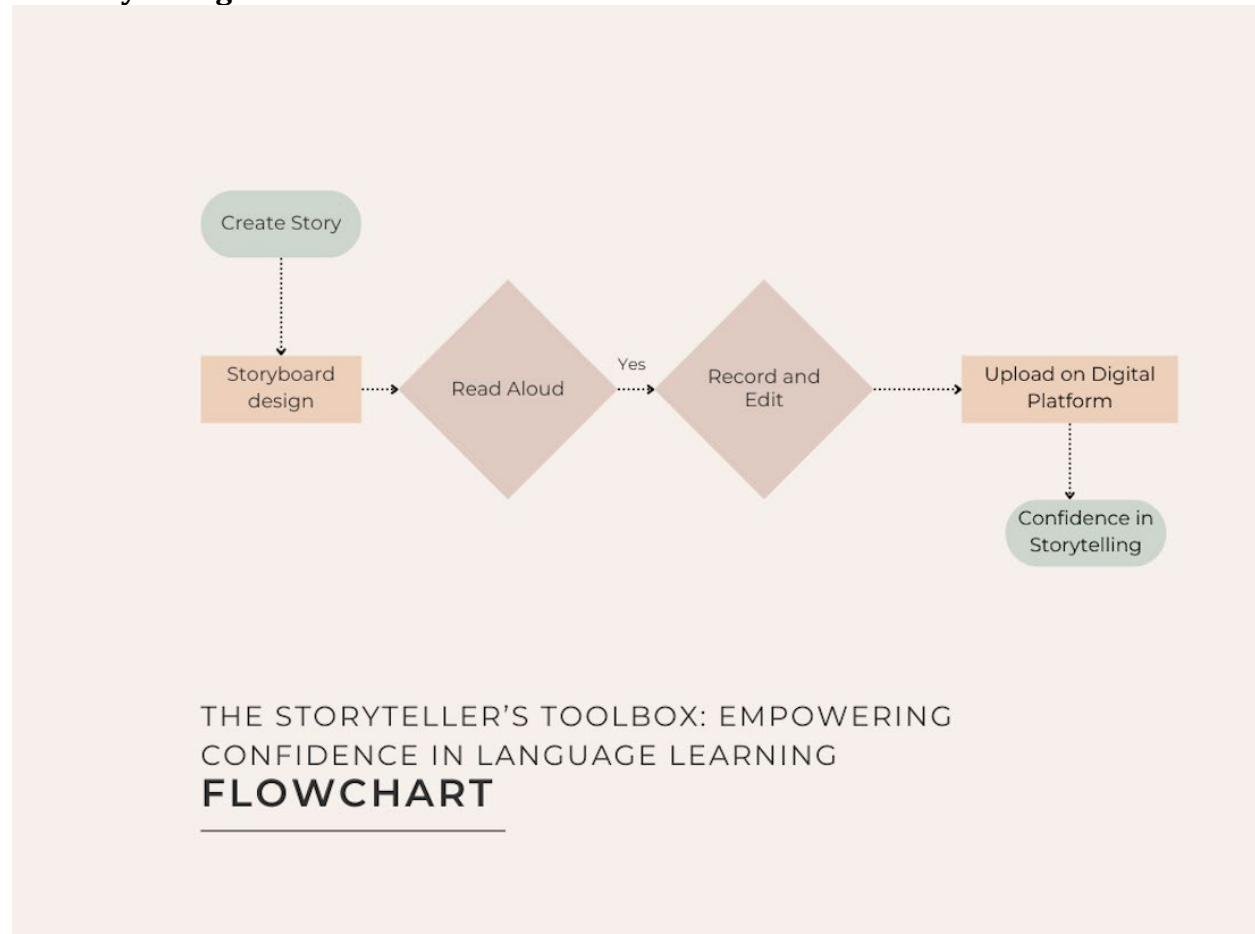 Create Story
Storyboard
design
Read Aloud
Yes
Record and
Edit
Upload on Digital
Platform
Confidence in
Storytelling
THE STORYTELLER’S TOOLBOX: EMPOWERING
CONFIDENCE IN LANGUAGE LEARNING
FLOWCHART